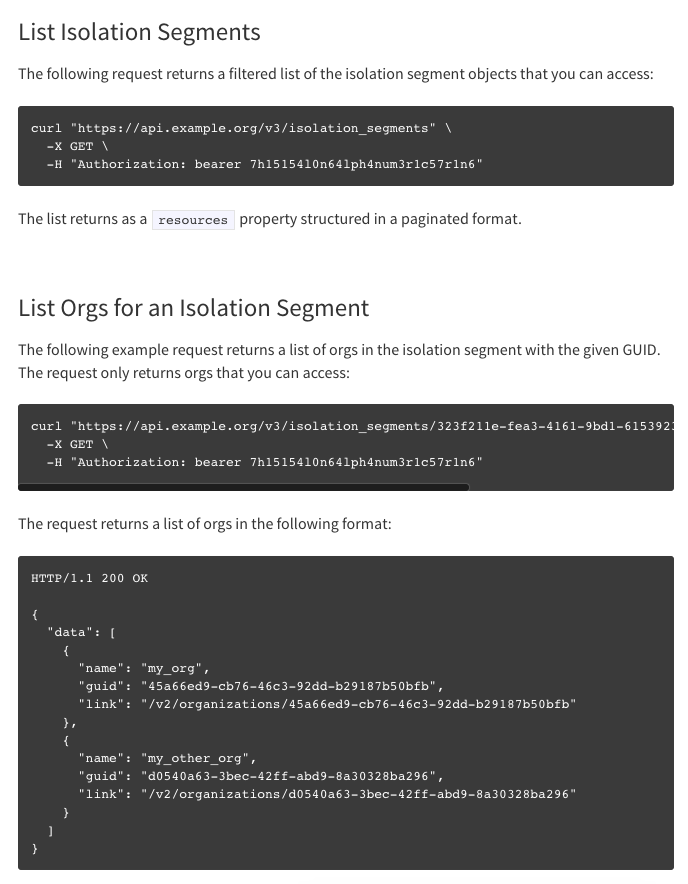 List Isolation Segments
The following request returns a filtered list of the isolation segment objects that you can access:
curl "https://api.example.org/v3/isolation_segments" \
  -X GET \
  -H "Authorization: bearer 7h1515410n641ph4num3r1c57r1n6"
The list returns as a resources property structured in a paginated format.
List Orgs for an Isolation Segment
The following example request returns a list of orgs in the isolation segment with the given GUID.
The request only returns orgs that you can access:
curl "https://api.example.org/v3/isolation_segments/323f211e-fea3-4161-9bd1-615392
  -X GET \
  -H "Authorization: bearer 7h1515410n641ph4num3r1c57r1n6"
The request returns a list of orgs in the following format:
HTTP/1.1 200 OK
{
  "data": [
    {
      "name": "my_org",
      "guid": "45a66ed9-cb76-46c3-92dd-b29187b50bfb",
      "link": "/v2/organizations/45a66ed9-cb76-46c3-92dd-b29187b50bfb"
    },
    {
      "name": "my_other_org",
      "guid": "d0540a63-3bec-42ff-abd9-8a30328ba296",
      "link": "/v2/organizations/d0540a63-3bec-42ff-abd9-8a30328ba296"
    }
  ]
}